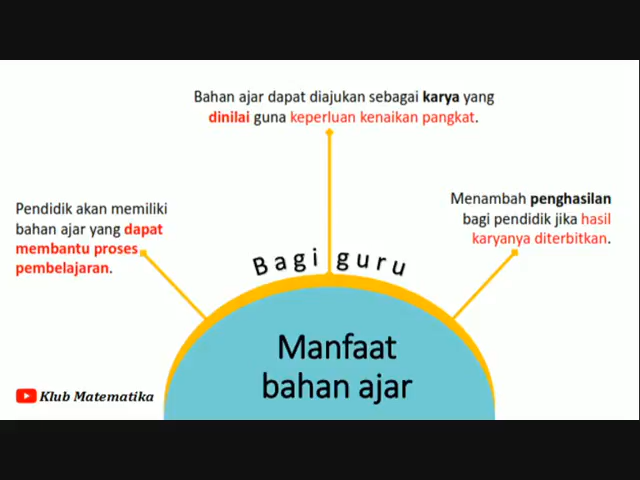 Bahan ajar dapat diajukan sebagai karya yang
dinilai guna keperluan kenaikan pangkat.
Pendidik akan memiliki
bahan ajar yang dapat
membantu proses
pembelajaran.
Menambah penghasilan
bagi pendidik jika hasil
karyanya diterbitkan.
Bagi guru
Manfaat
bahan ajar
Klub Matematika